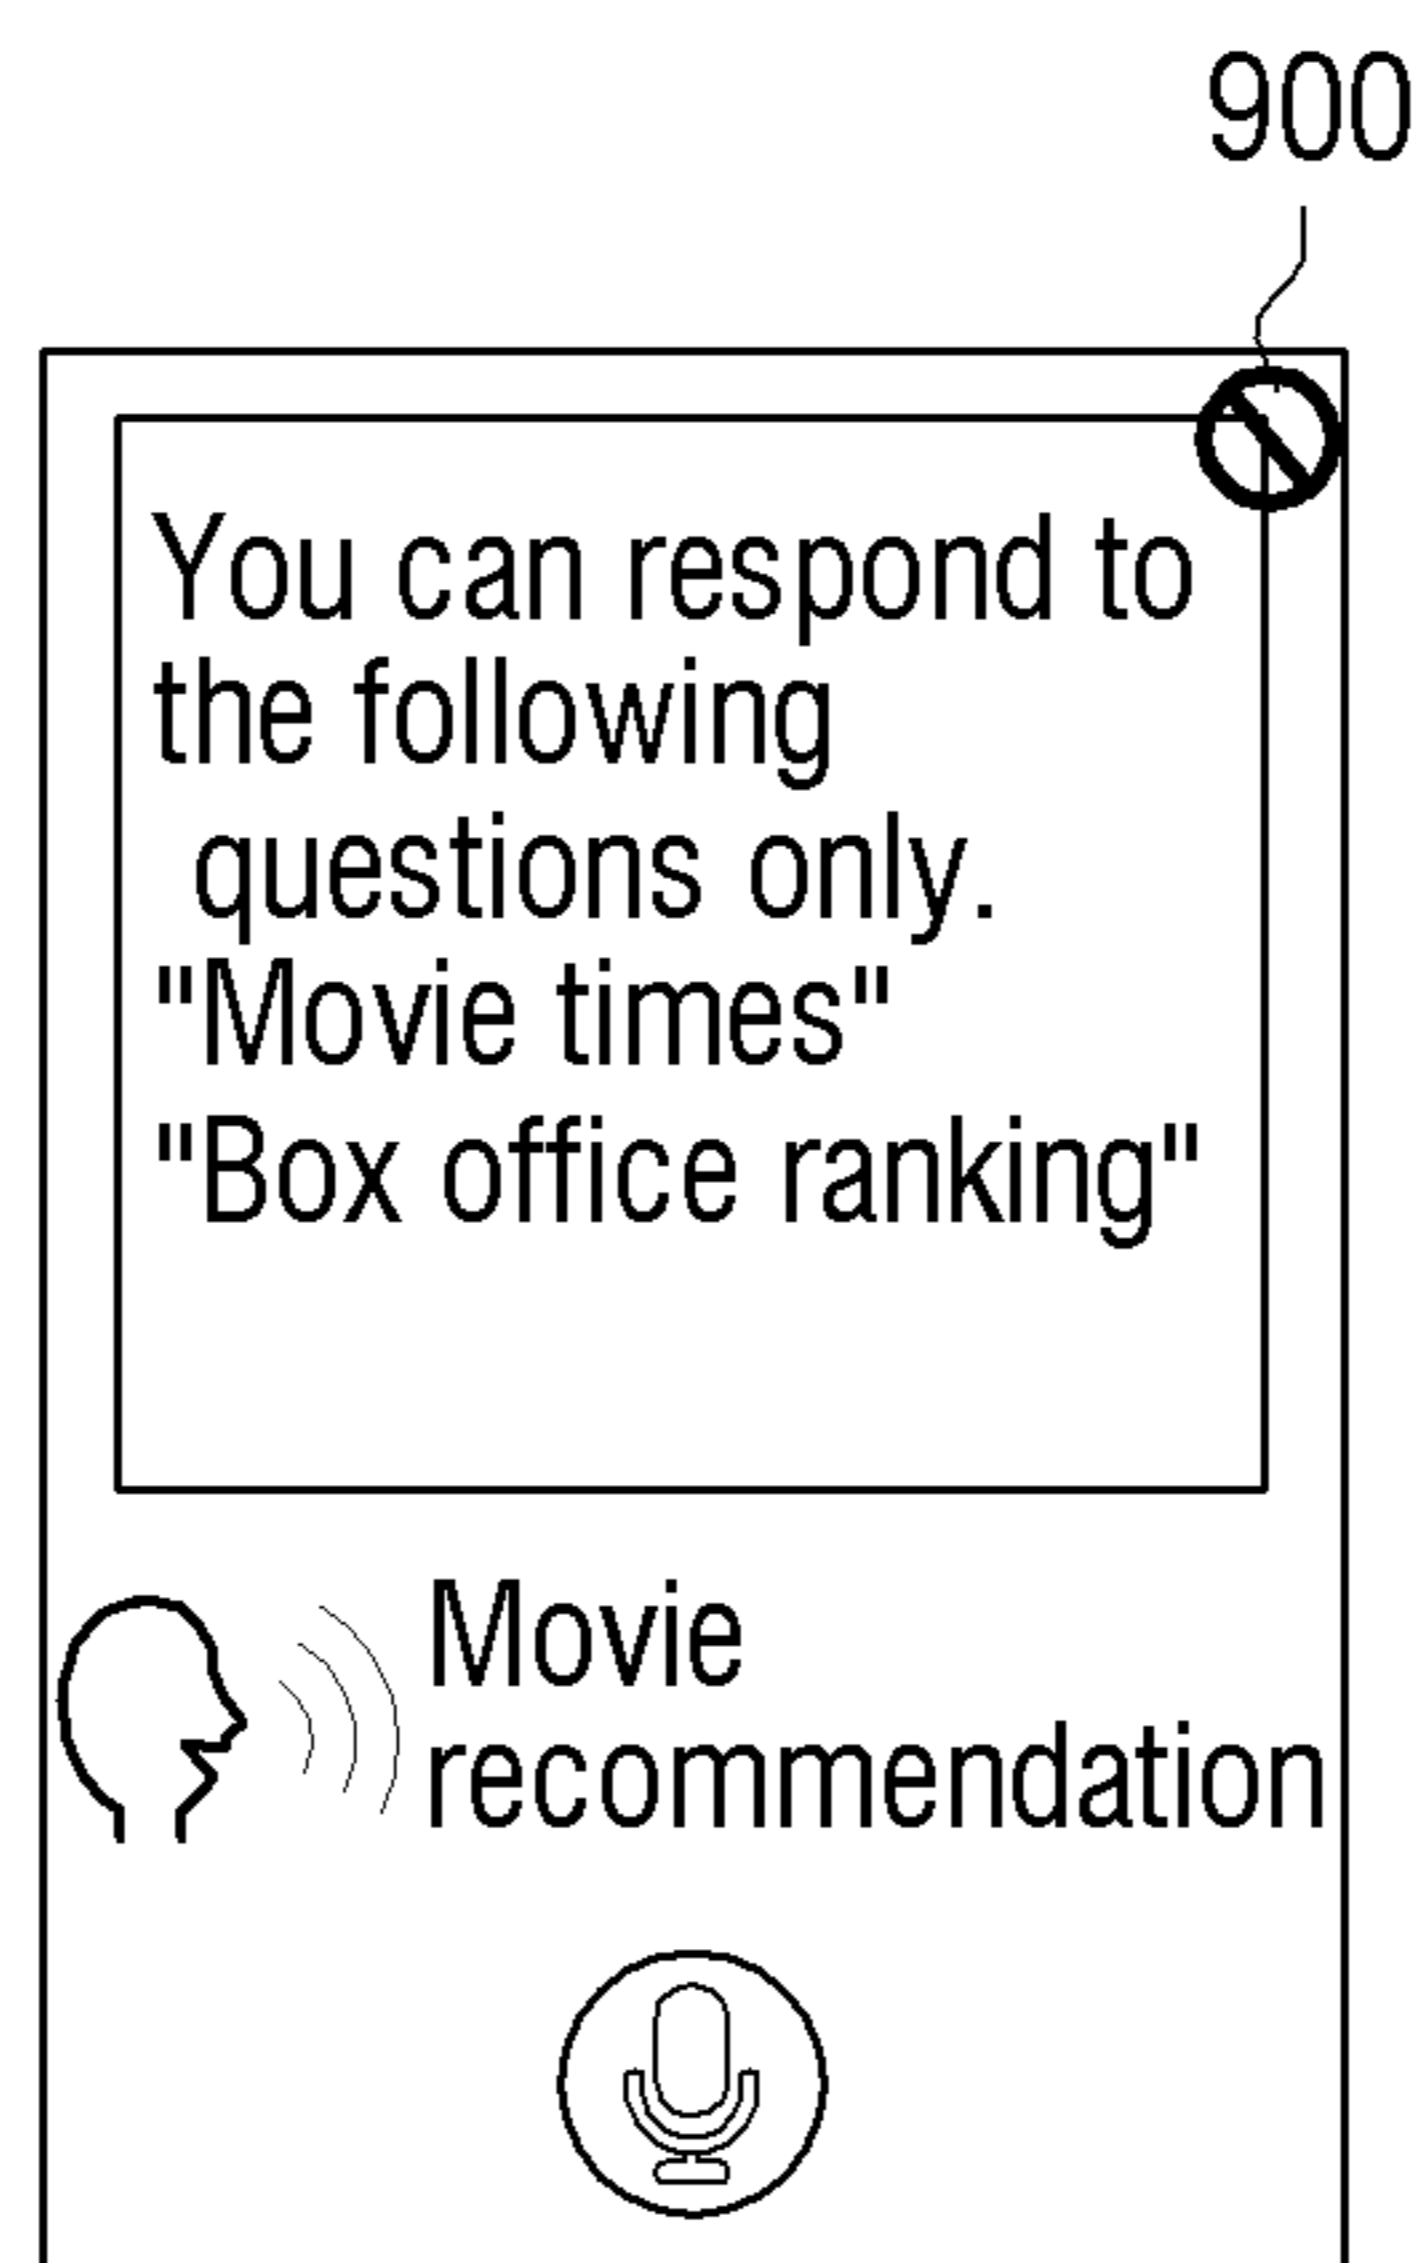 900
You can respond to
the following
questions only.
"Movie times"
"Box office ranking"
Movie
recommendation